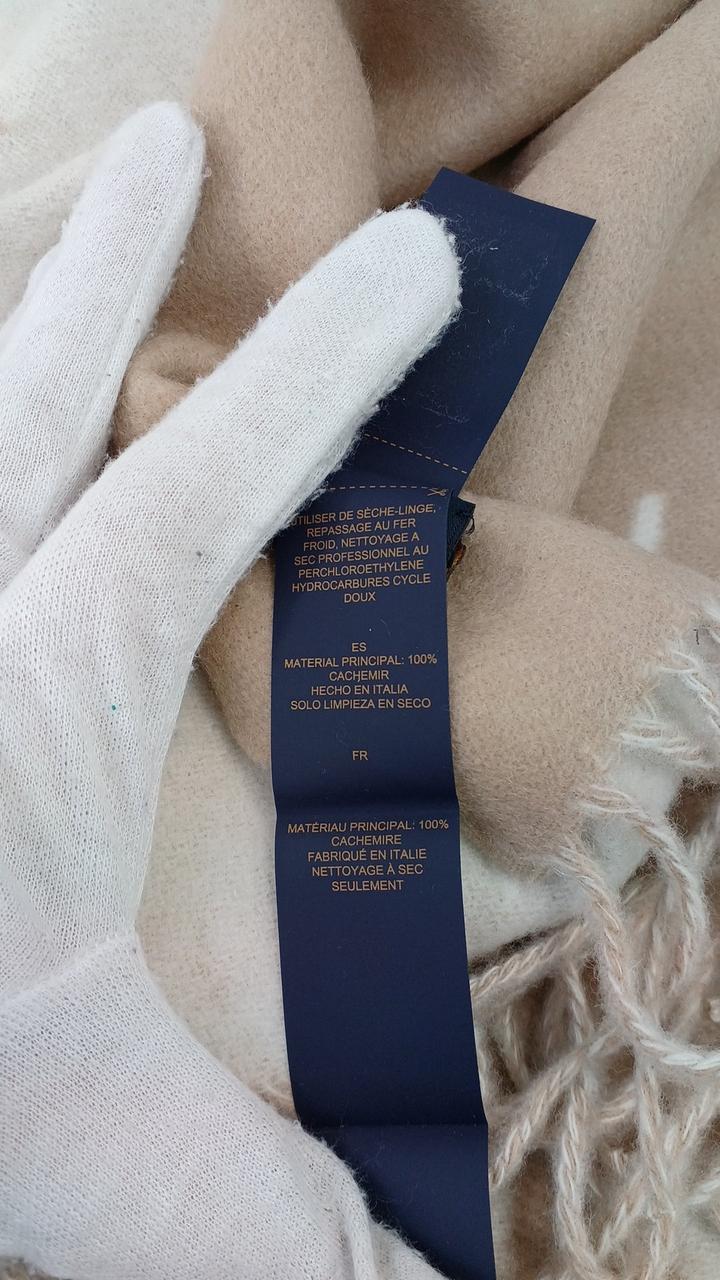 UTILISER DE SÈCHE-LINGE,
REPASSAGE AU FER
FROID, NETTOYAGE A
SEC PROFESSIONNEL AU
PERCHLOROETHYLENE
HYDROCARBURES CYCLE
DOUX
ES
MATERIAL PRINCIPAL: 100%
CACHEMIR
HECHO EN ITALIA
SOLO LIMPIEZA EN SECO
FR
MATÉRIAU PRINCIPAL: 100%
CACHEMIRE
FABRIQUÉ EN ITALIE
NETTOYAGE À SEC
SEULEMENT